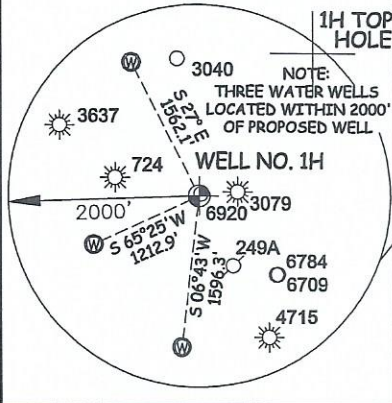 1H TOP
HOLE
NOTE:
THREE WATER WELLS
LOCATED WITHIN 2000'
OF PROPOSED WELL
W
3040
S 27° E
1562.1'
3637
724
WELL NO. 1H
2000'
6920
3079
S 65°25' W
1212.9'
W
S 06°43' W
1596.3'
249A
6784
6709
4715
W